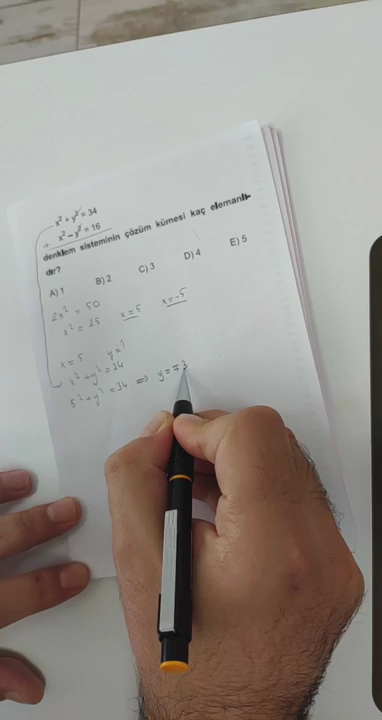 x² + y² = 34
+ x² - y² = 16
denklem sisteminin çözüm kümesi kaç elemanlı-
dır?
A) 1 B) 2 C) 3 D) 4 E) 5
2x² = 50
x² = 25 x = 5 x = -5
x = 5 y = ?
x² + y² = 34
5² + y² = 34 ⇒ y = ∓3